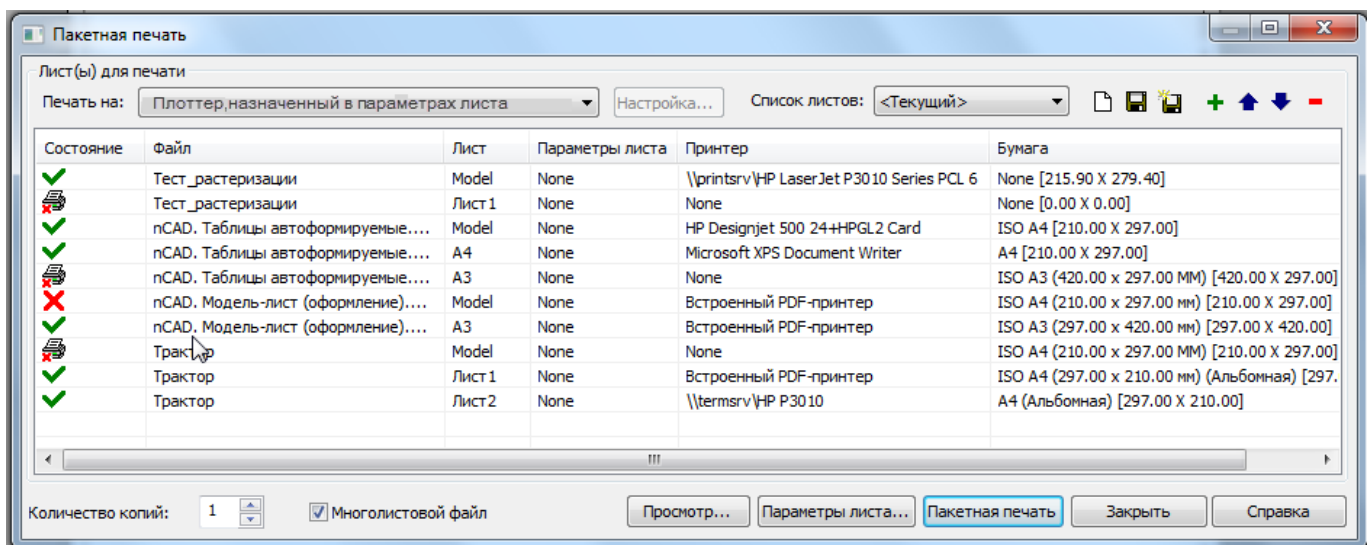 Пакетная печать
Лист(ы) для печати
Печать на: Плоттер,назначенный в параметрах листа Настройка... Список листов: <Текущий>
Состояние Файл Лист Параметры листа Принтер Бумага
Тест_растеризации Model None \\printsrv\HP LaserJet P3010 Series PCL 6 None [215.90 X 279.40]
Тест_растеризации Лист1 None None None [0.00 X 0.00]
nCAD. Таблицы автоформируемые.... Model None HP Designjet 500 24+HPGL2 Card ISO A4 [210.00 X 297.00]
nCAD. Таблицы автоформируемые.... A4 None Microsoft XPS Document Writer A4 [210.00 X 297.00]
nCAD. Таблицы автоформируемые.... A3 None None ISO A3 (420.00 x 297.00 MM) [420.00 X 297.00]
nCAD. Модель-лист (оформление).... Model None Встроенный PDF-принтер ISO A4 (210.00 x 297.00 мм) [210.00 X 297.00]
nCAD. Модель-лист (оформление).... A3 None Встроенный PDF-принтер ISO A3 (297.00 x 420.00 мм) [297.00 X 420.00]
Трактор Model None None ISO A4 (210.00 x 297.00 MM) [210.00 X 297.00]
Трактор Лист1 None Встроенный PDF-принтер ISO A4 (297.00 x 210.00 мм) (Альбомная) [297.
Трактор Лист2 None \\termsrv\HP P3010 A4 (Альбомная) [297.00 X 210.00]
Количество копий: 1 Многолистовой файл Просмотр... Параметры листа... Пакетная печать Закрыть Справка